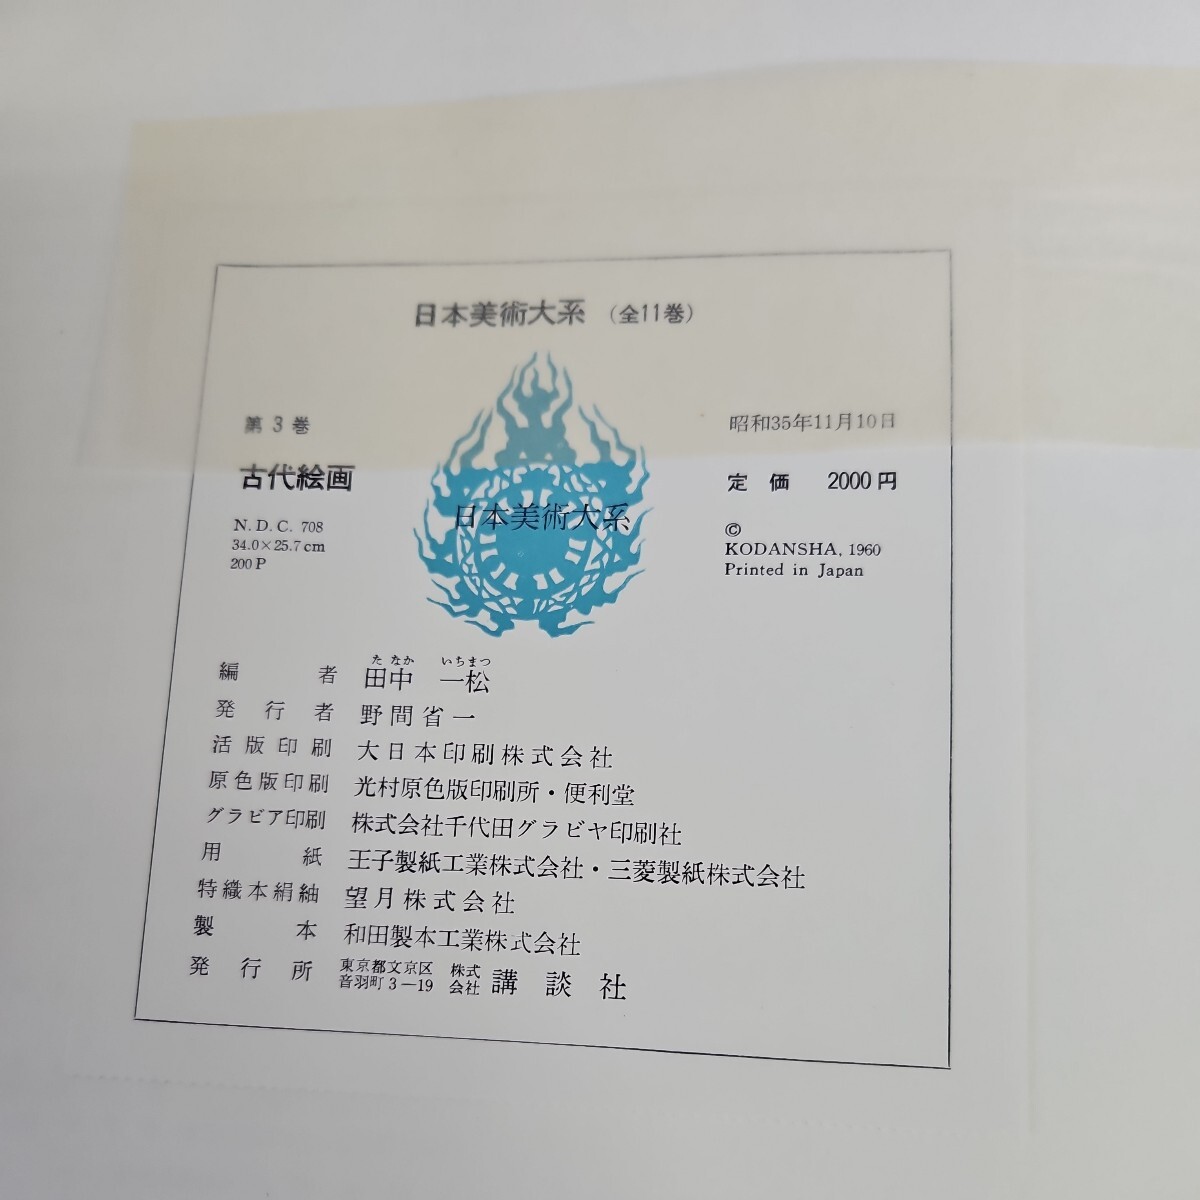 日本美術大系 (全11巻)
第3巻
昭和35年11月10日
古代絵画
定価 2000円
日本美術大系
N. D. C. 708
34.0×25.7cm
200P
©
KODANSHA, 1960
Printed in Japan
たなか いちまつ
編者 田中 一松
発行者 野間省一
活版印刷 大日本印刷株式会社
原色版印刷 光村原色版印刷所・便利堂
グラビア印刷 株式会社千代田グラビヤ印刷社
用紙 王子製紙工業株式会社・三菱製紙株式会社
特織本絹紬 望月株式会社
製本 和田製本工業株式会社
発行所 東京都文京区音羽町3-19 株式会社 講談社